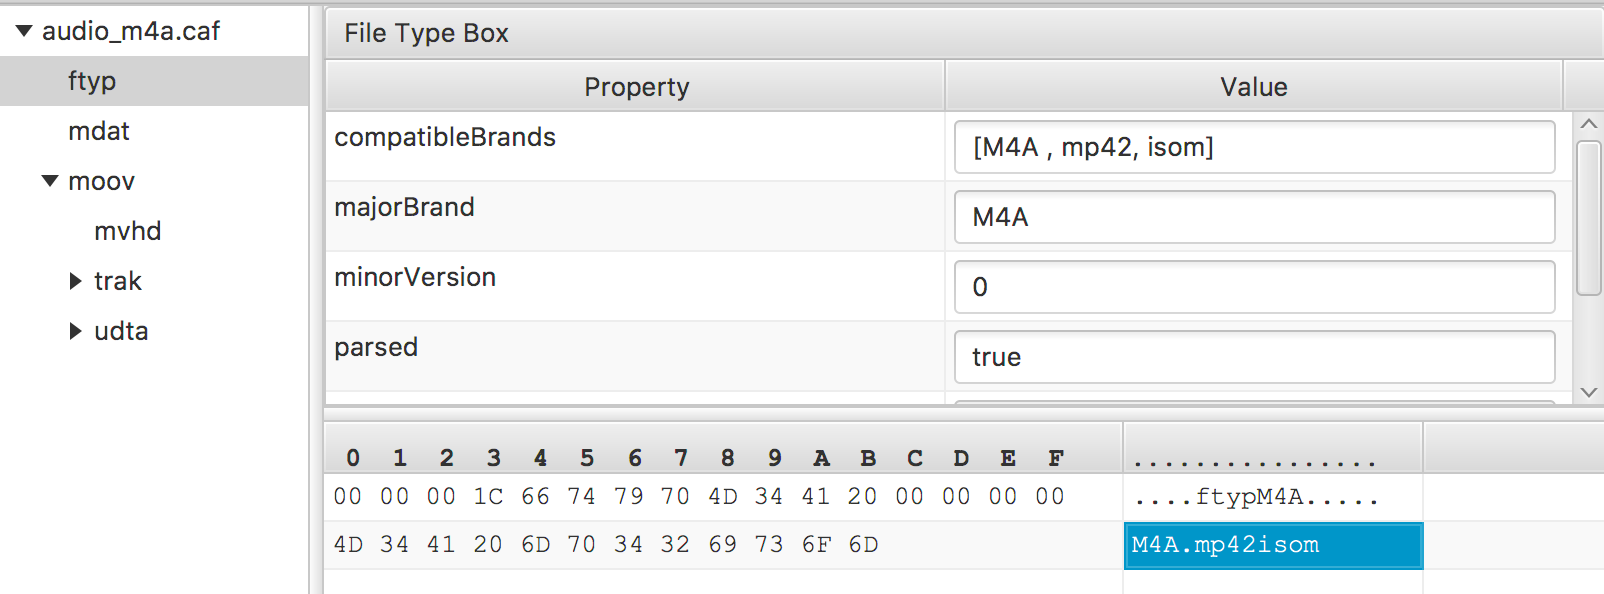 audio_m4a.caf
ftyp
mdat
moov
mvhd
trak
udta
File Type Box
Property Value
compatibleBrands [M4A , mp42, isom]
majorBrand M4A
minorVersion 0
parsed true
0 1 2 3 4 5 6 7 8 9 A B C D E F ................
00 00 00 1C 66 74 79 70 4D 34 41 20 00 00 00 00 ....ftypM4A.....
4D 34 41 20 6D 70 34 32 69 73 6F 6D M4A.mp42isom